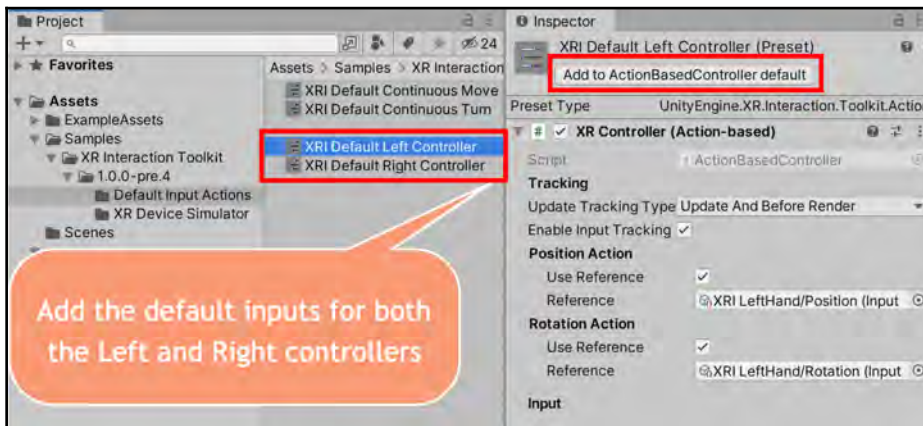 Project
24
Favorites
Assets > Samples > XR Interaction
XRI Default Continuous Move
XRI Default Continuous Turn
Assets
ExampleAssets
Samples
XR Interaction Toolkit
1.0.0-pre.4
Default Input Actions
XR Device Simulator
Scenes
XRI Default Left Controller
XRI Default Right Controller
Add the default inputs for both
the Left and Right controllers
Inspector
XRI Default Left Controller (Preset)
Add to ActionBasedController default
Preset Type UnityEngine.XR.Interaction.Toolkit.Actio
# XR Controller (Action-based)
Script ActionBasedController
Tracking
Update Tracking Type Update And Before Render
Enable Input Tracking
Position Action
Use Reference
Reference XRI LeftHand/Position (Input
Rotation Action
Use Reference
Reference XRI LeftHand/Rotation (Input
Input